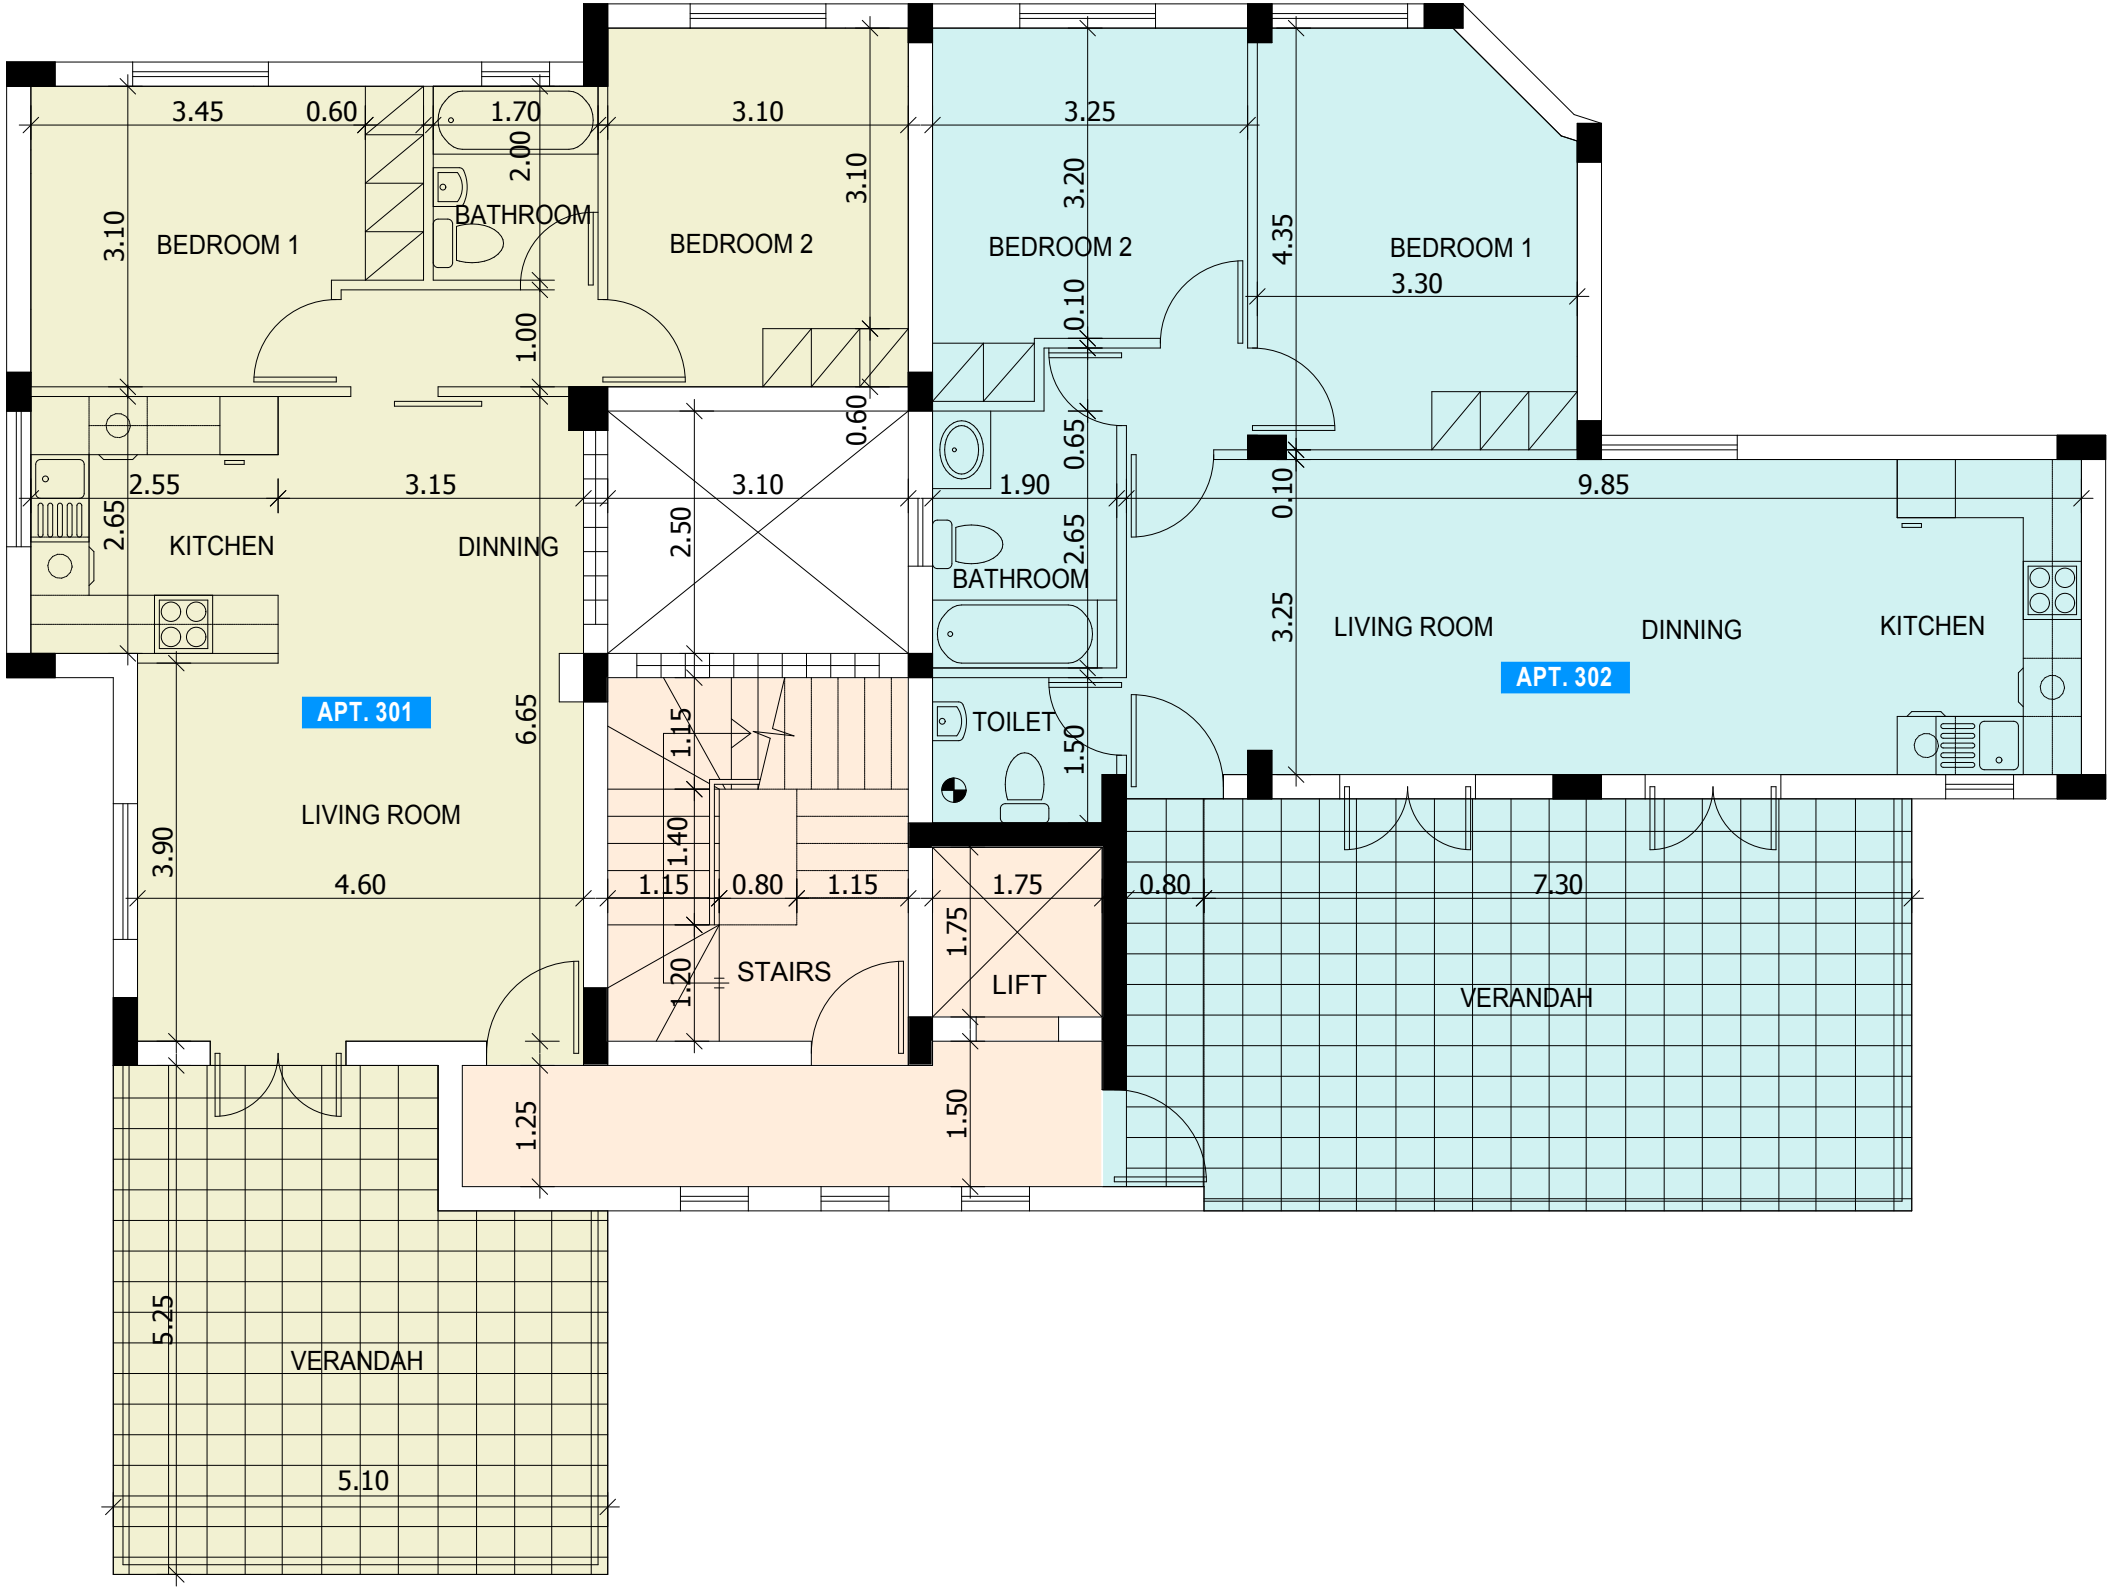 3.45
0.60
1.70
3.10
3.25
2.00
3.10
3.20
4.35
3.10
BATHROOM
BEDROOM 1
BEDROOM 2
BEDROOM 2
BEDROOM 1
3.30
0.10
1.00
0.60
0.65
2.55
3.15
3.10
1.90
0.10
9.85
2.65
2.50
2.65
KITCHEN
DINNING
BATHROOM
3.25
LIVING ROOM
DINNING
KITCHEN
APT. 302
APT. 301
6.65
1.15
TOILET
1.50
LIVING ROOM
3.90
1.40
4.60
1.15
0.80
1.15
1.75
0.80
7.30
1.75
1.20
STAIRS
LIFT
VERANDAH
1.25
1.50
5.25
VERANDAH
5.10